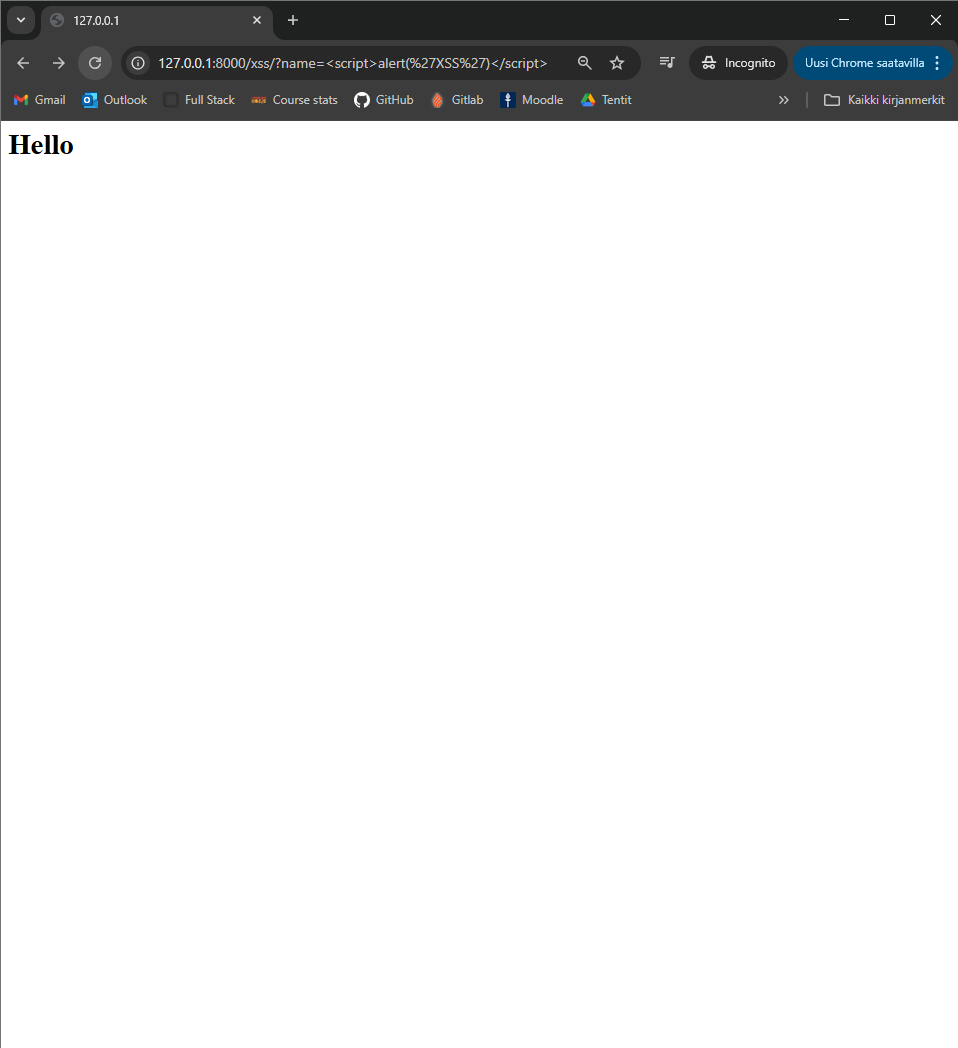 127.0.0.1
127.0.0.1:8000/xss/?name=<script>alert(%27XSS%27)</script>
Incognito
Uusi Chrome saatavilla
Gmail
Outlook
Full Stack
Course stats
GitHub
Gitlab
Moodle
Tentit
Kaikki kirjanmerkit
Hello